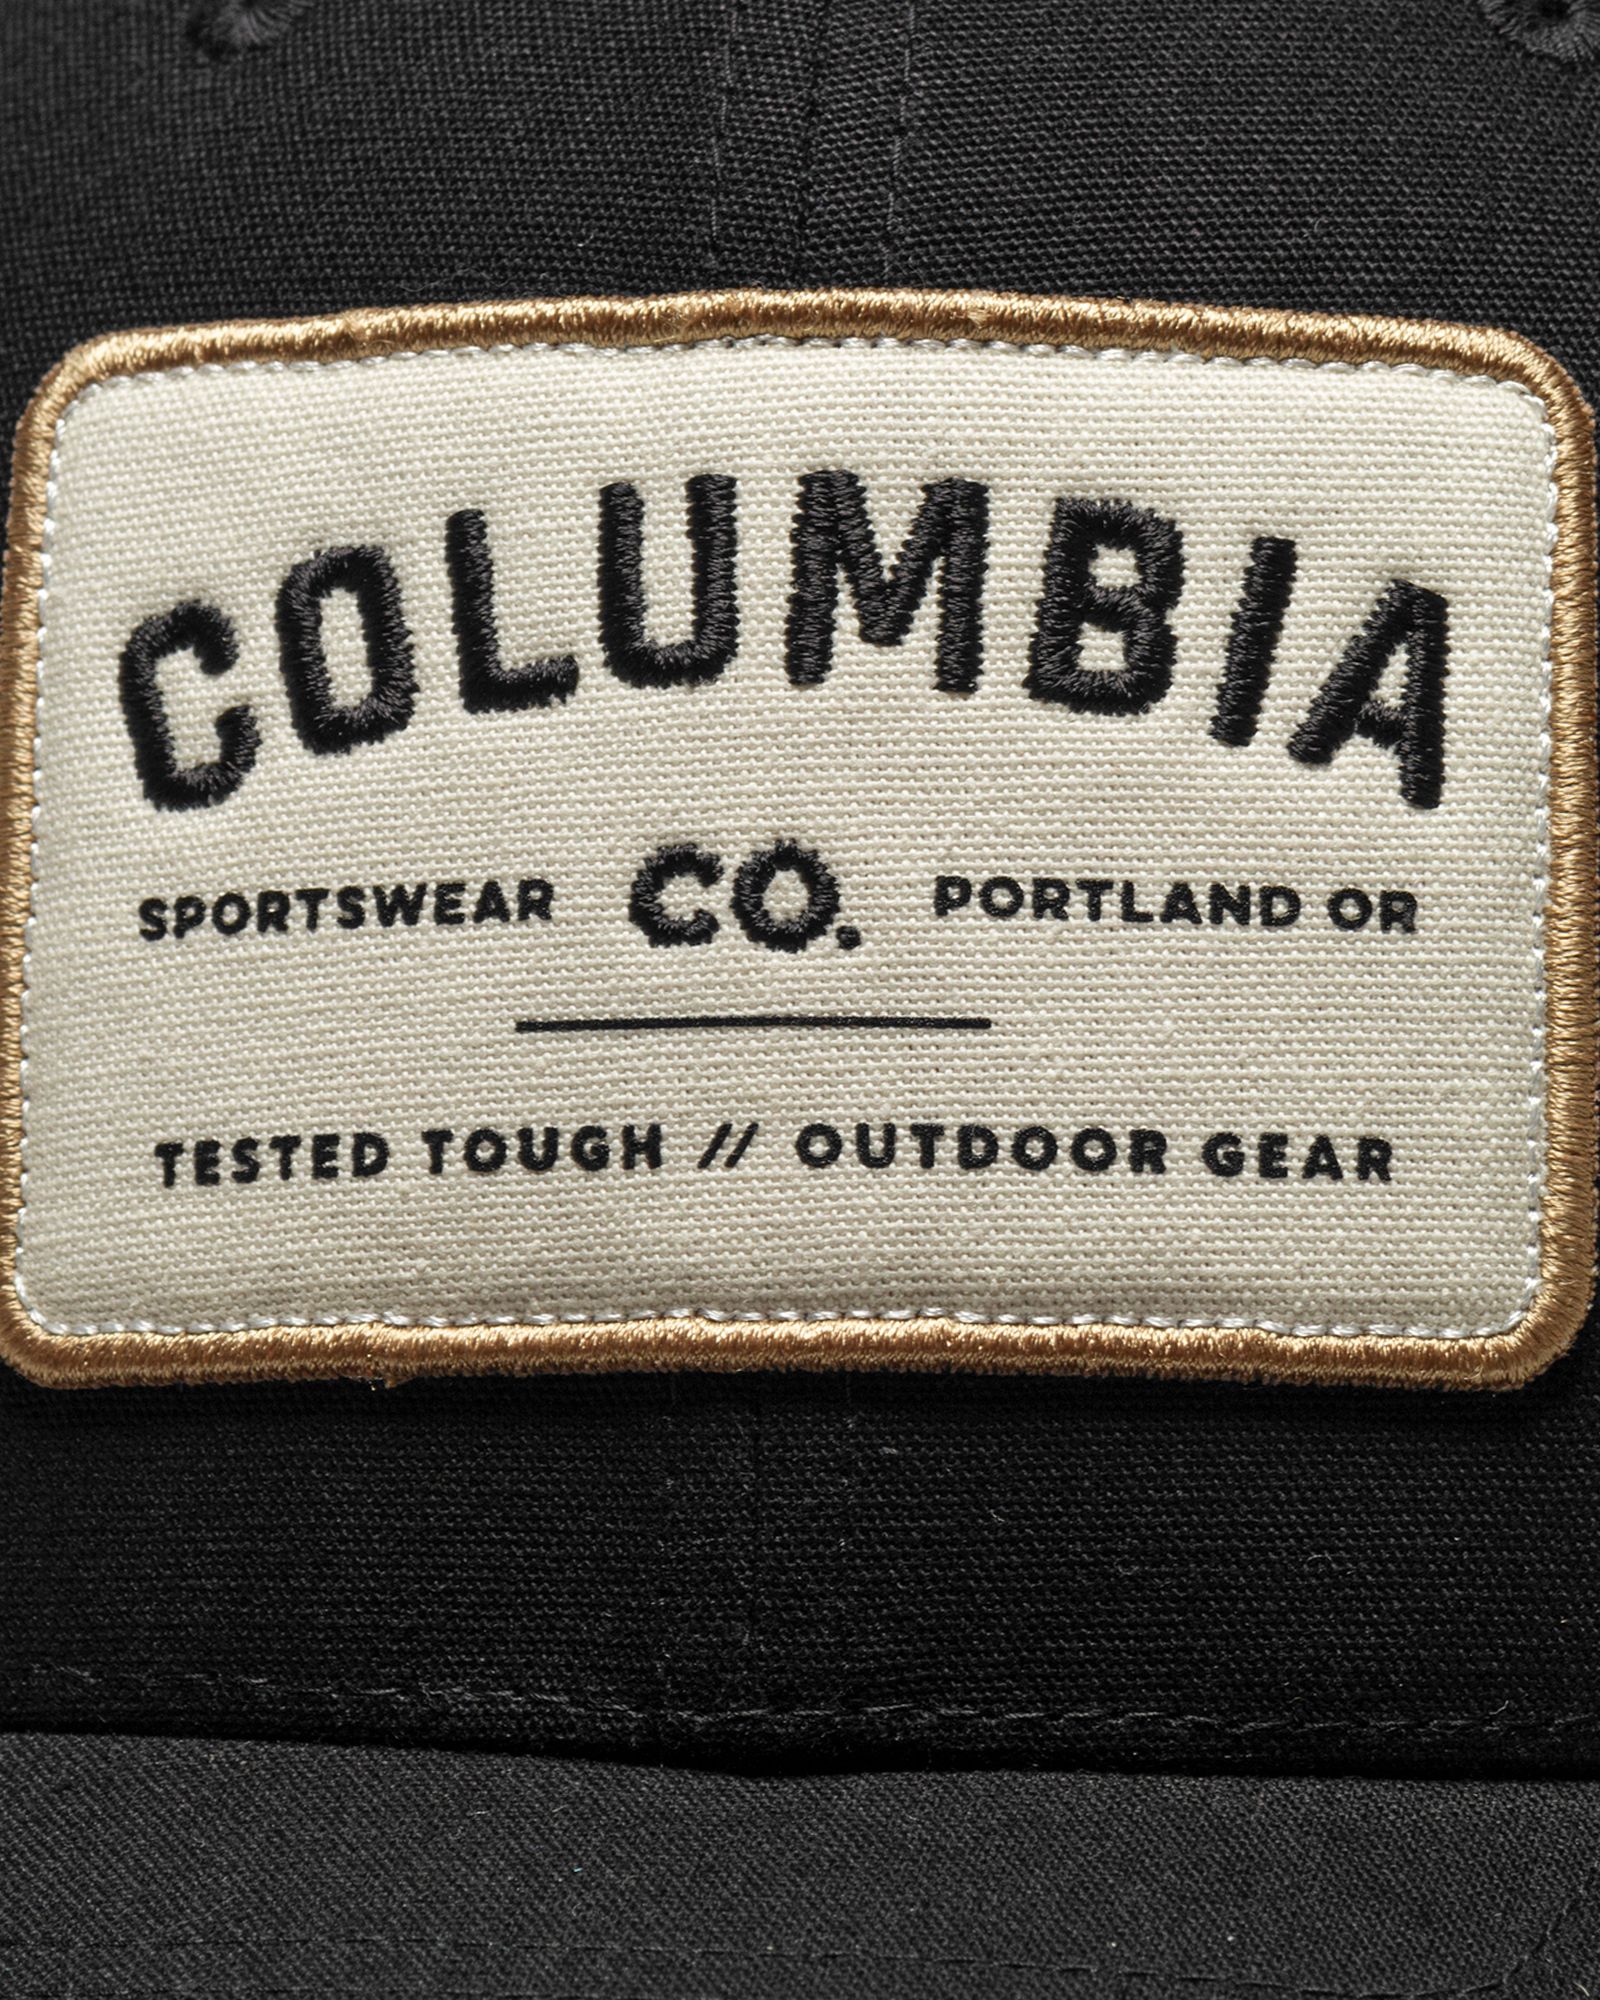 COLUMBIA
SPORTSWEAR CO. PORTLAND OR
TESTED TOUGH // OUTDOOR GEAR